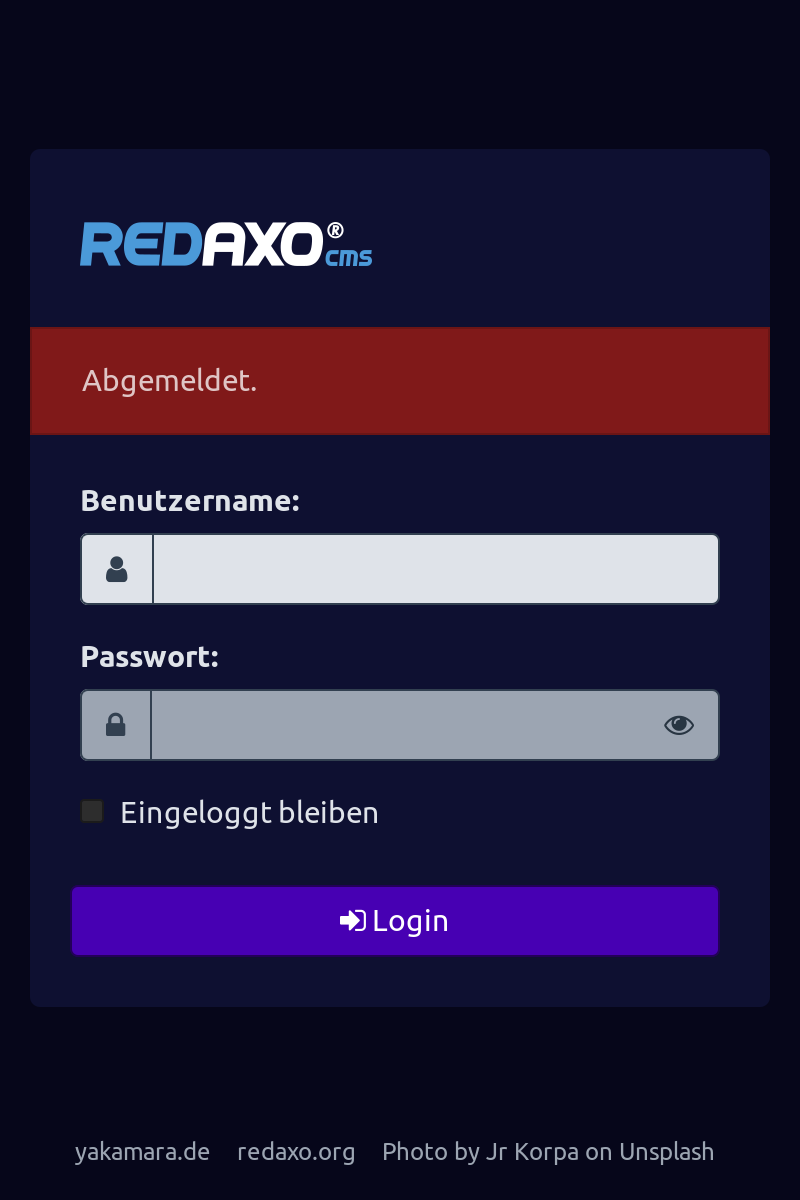 REDAXO® cms
Abgemeldet.
Benutzername:
Passwort:
Eingeloggt bleiben
Login
yakamara.de redaxo.org Photo by Jr Korpa on Unsplash